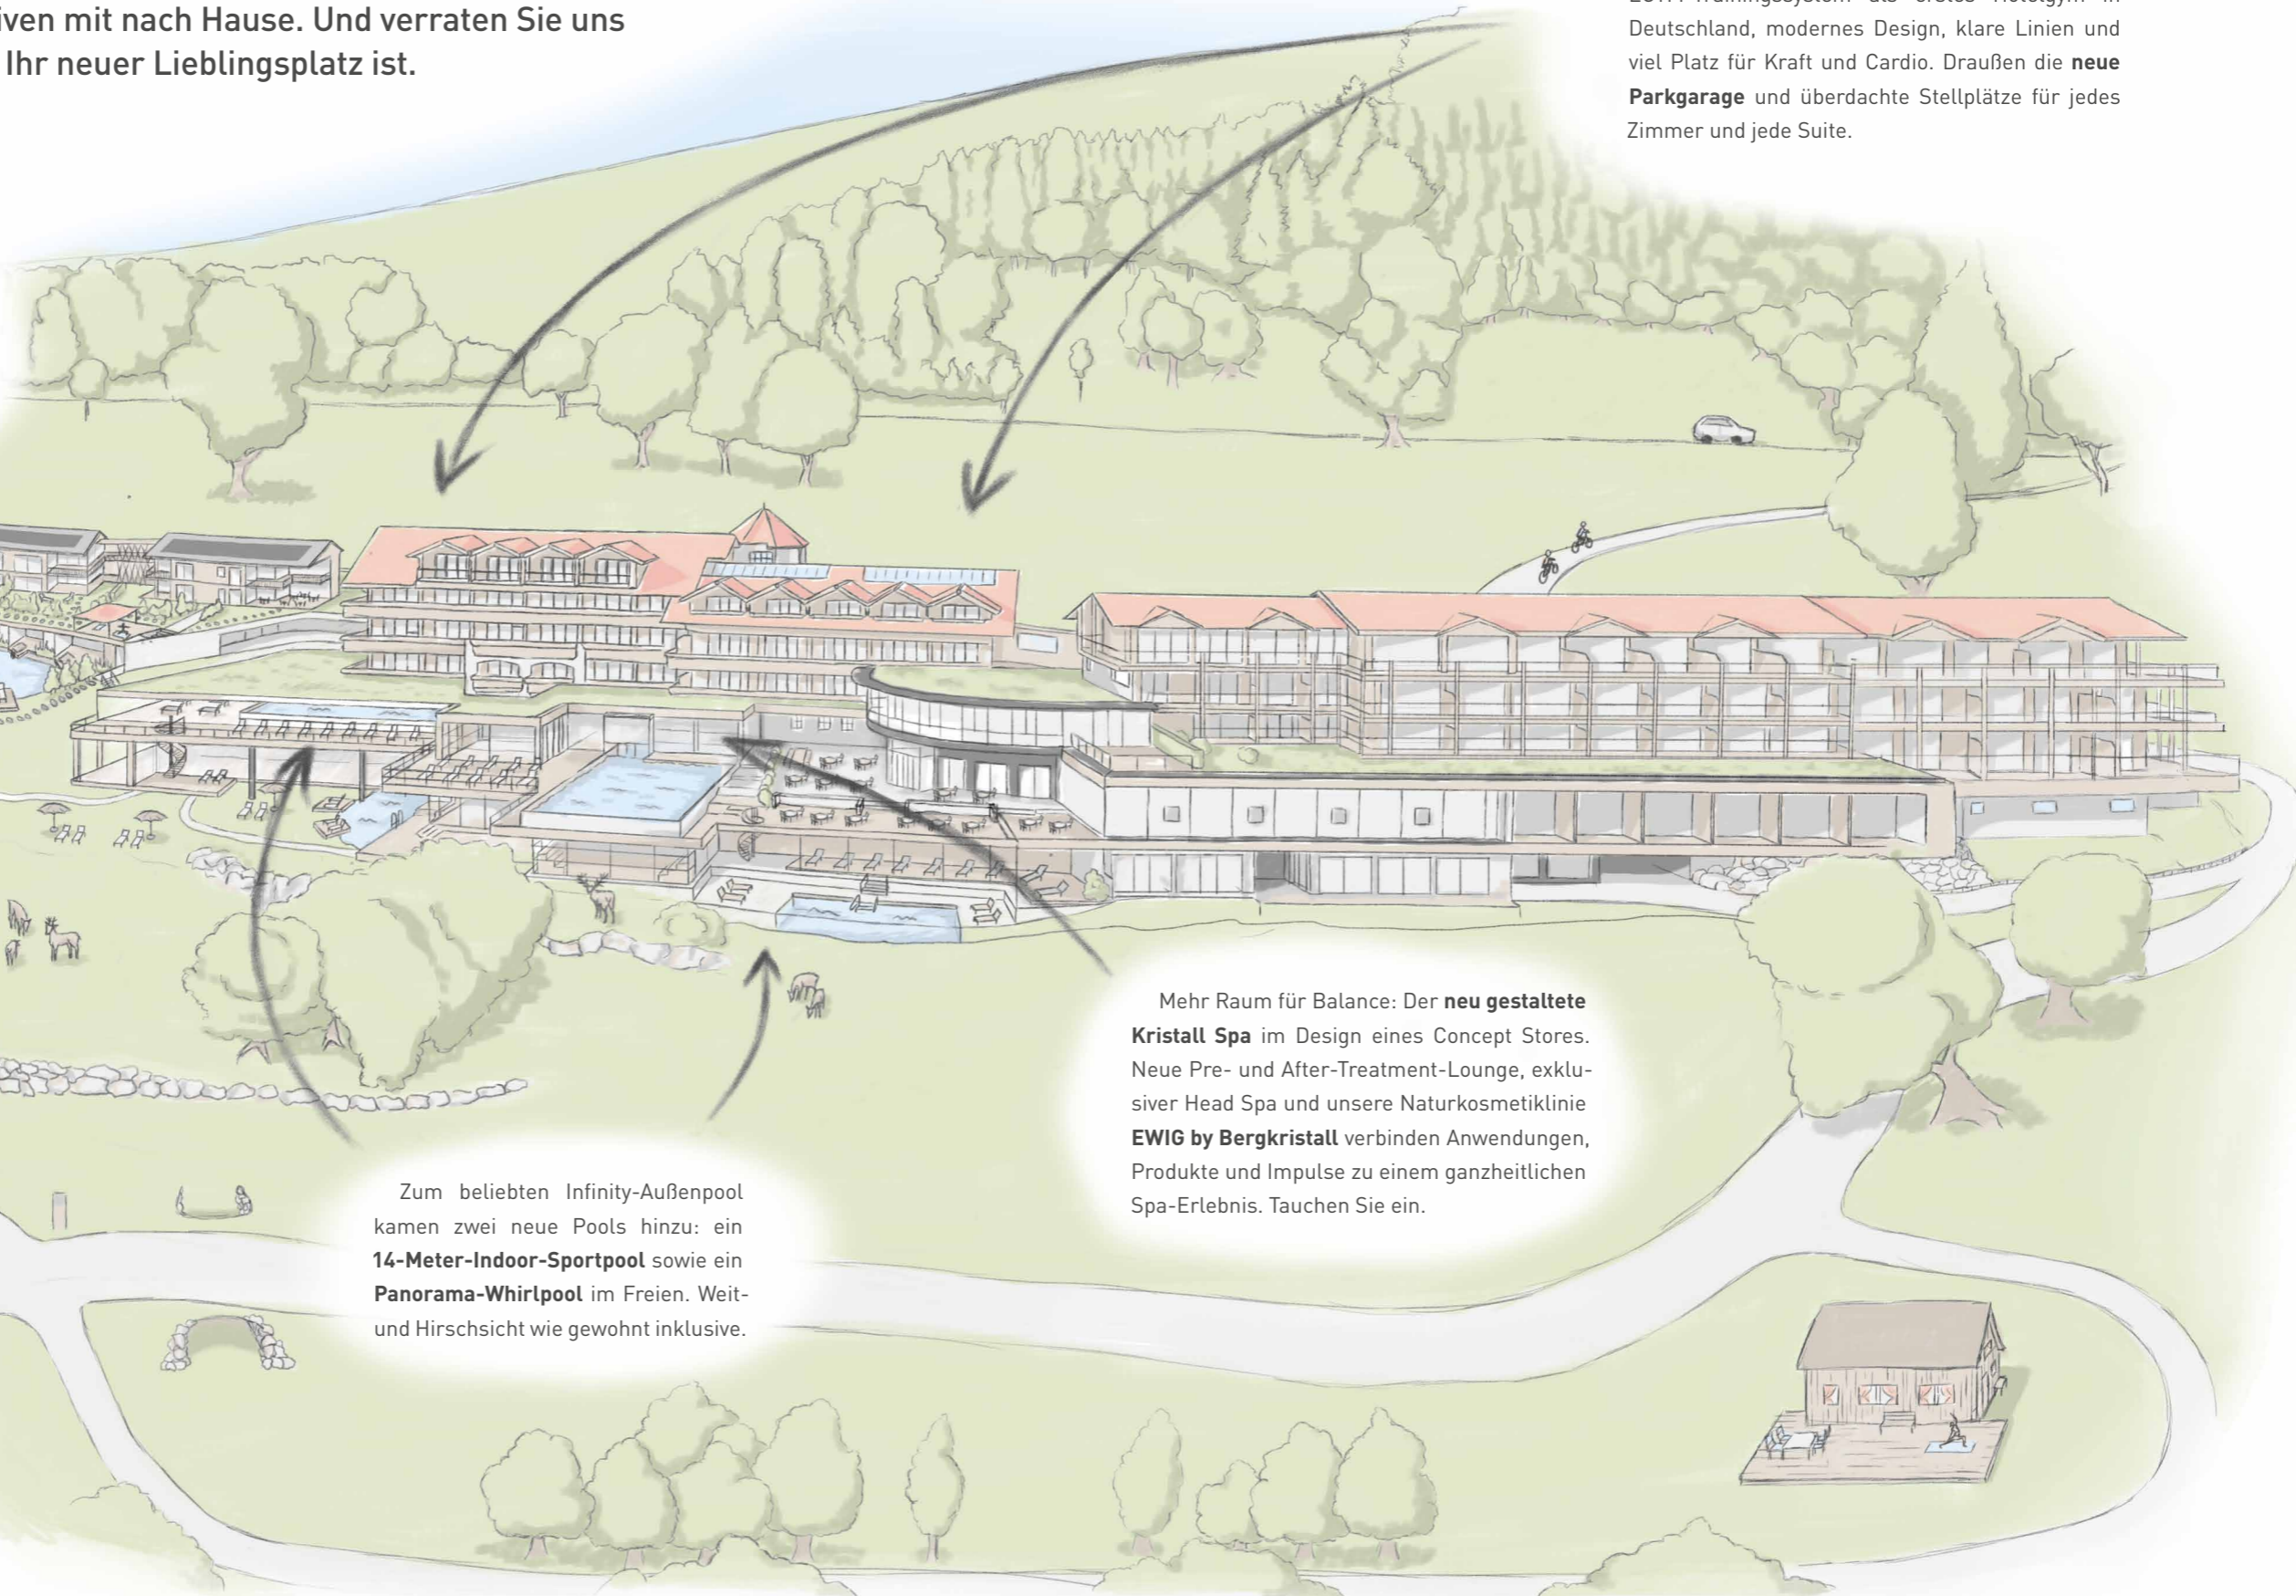 mit nach Hause. Und verraten Sie uns
Ihr neuer Lieblingsplatz ist.
Deutschland, modernes Design, klare Linien und
viel Platz für Kraft und Cardio. Draußen die neue
Parkgarage und überdachte Stellplätze für jedes
Zimmer und jede Suite.
Mehr Raum für Balance: Der neu gestaltete
Kristall Spa im Design eines Concept Stores.
Neue Pre- und After-Treatment-Lounge, exklu-
siver Head Spa und unsere Naturkosmetiklinie
EWIG by Bergkristall verbinden Anwendungen,
Produkte und Impulse zu einem ganzheitlichen
Spa-Erlebnis. Tauchen Sie ein.
Zum beliebten Infinity-Außenpool
kamen zwei neue Pools hinzu: ein
14-Meter-Indoor-Sportpool sowie ein
Panorama-Whirlpool im Freien. Weit-
und Hirschsicht wie gewohnt inklusive.